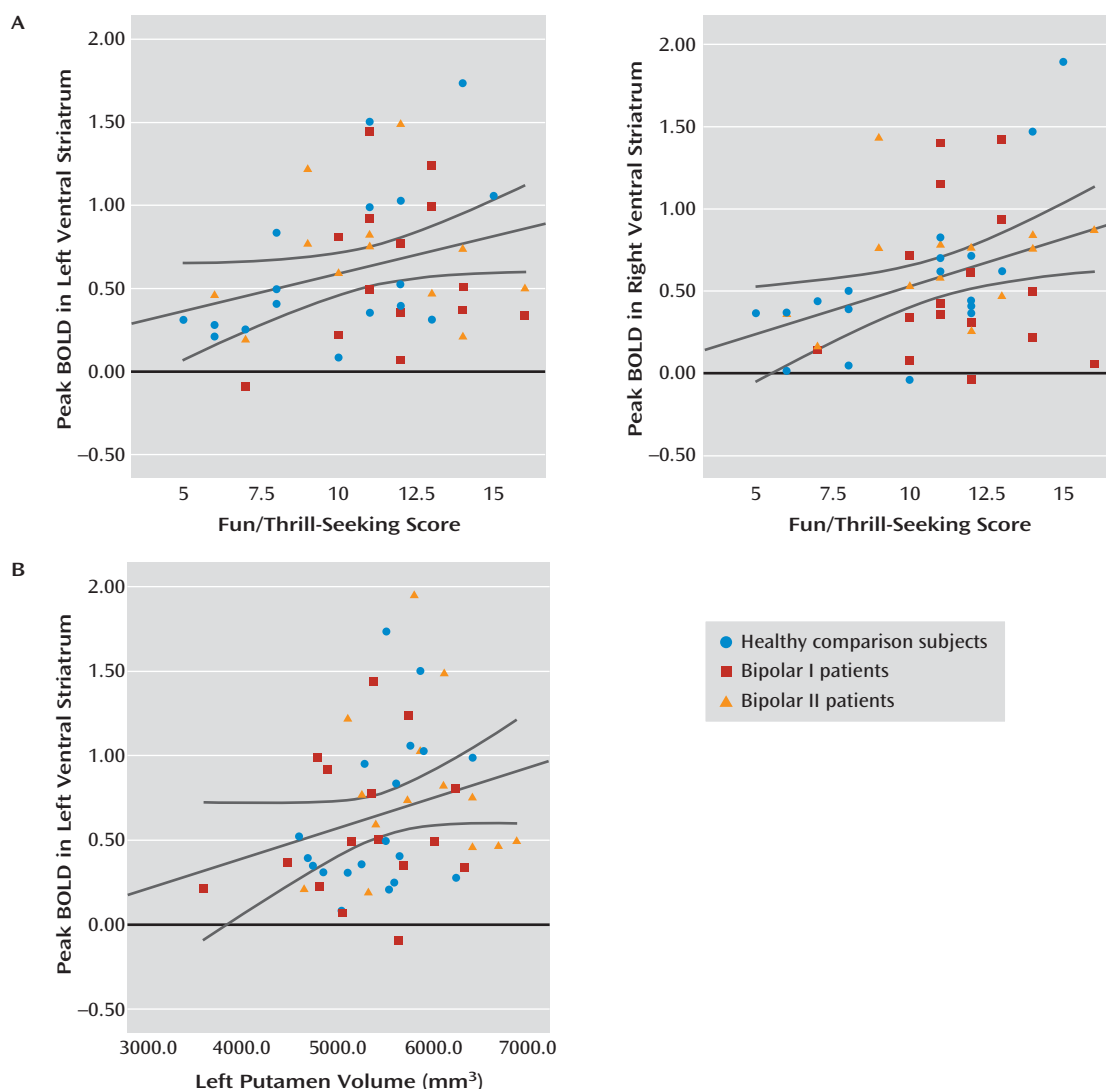 A
Peak BOLD in Left Ventral Striatrum
2.00
1.50
1.00
0.50
0.00
–0.50
5 7.5 10 12.5 15
Fun/Thrill-Seeking Score
Peak BOLD in Right Ventral Striatrum
2.00
1.50
1.00
0.50
0.00
–0.50
5 7.5 10 12.5 15
Fun/Thrill-Seeking Score
B
Peak BOLD in Left Ventral Striatrum
2.00
1.50
1.00
0.50
0.00
–0.50
3000.0 4000.0 5000.0 6000.0 7000.0
Left Putamen Volume (mm³)
Healthy comparison subjects
Bipolar I patients
Bipolar II patients